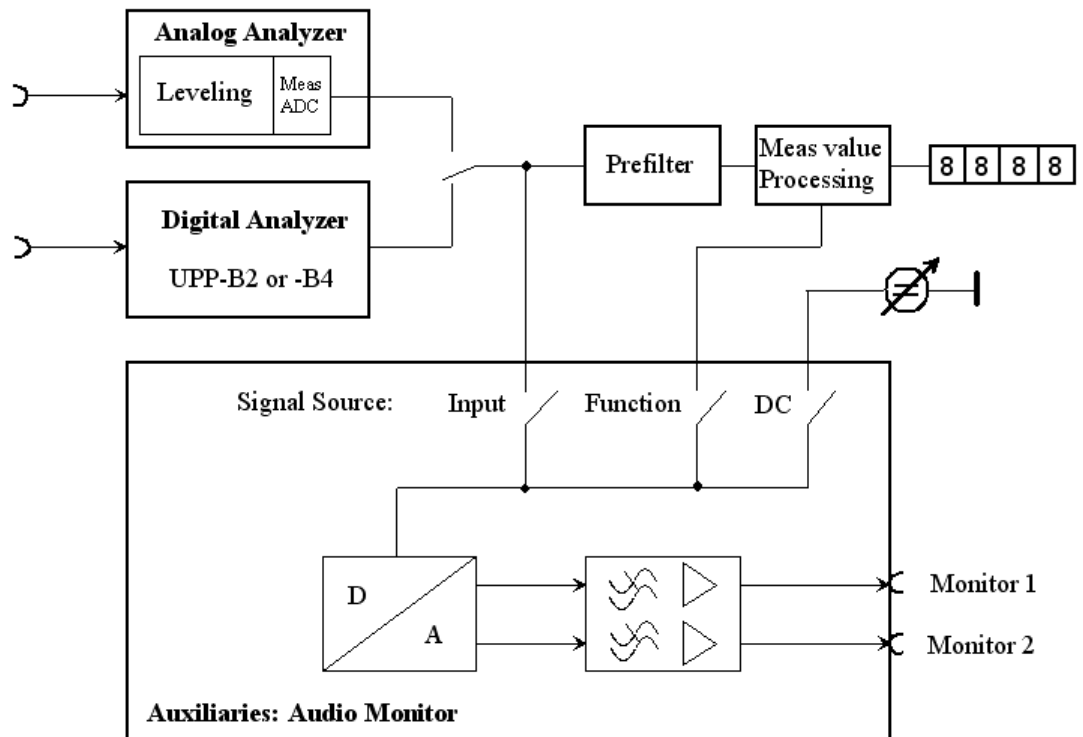 Analog Analyzer
Leveling
Meas
ADC
Digital Analyzer
UPP-B2 or -B4
Prefilter
Meas value
Processing
8 8 8 8
Signal Source:
Input
Function
DC
D
A
Monitor 1
Monitor 2
Auxiliaries: Audio Monitor